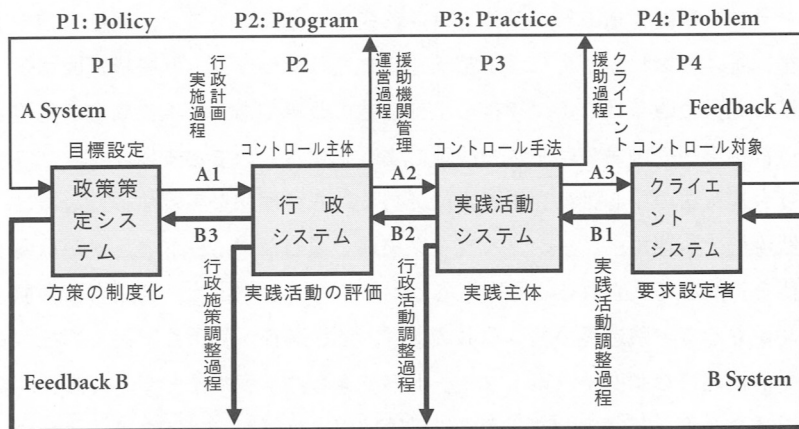 P1: Policy P2: Program P3: Practice P4: Problem
P1
行政計画
実施過程
P2
援助機関管理
運営過程
P3
クライエント
援助過程
P4
A System
Feedback A
目標設定
コントロール主体
コントロール手法
コントロール対象
政策策
定シス
テム
A1
B3
行 政
システム
A2
B2
実践活動
システム
A3
B1
クライ
エント
システム
方策の制度化
行政施策調整過程
実践活動の評価
行政活動調整過程
実践主体
実践活動調整過程
要求設定者
Feedback B
B System